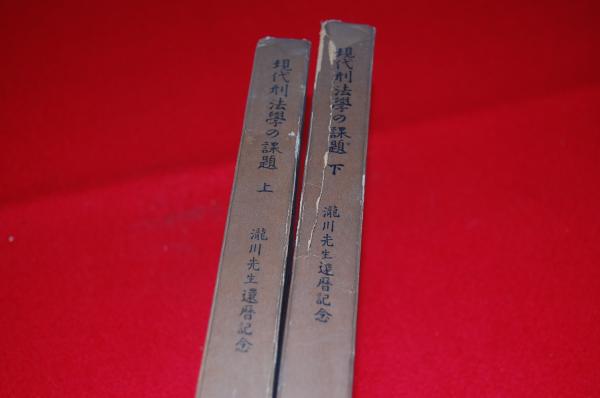 現代刑法學の課題 上
瀧川先生還暦記念
現代刑法學の課題 下
瀧川先生還暦記念